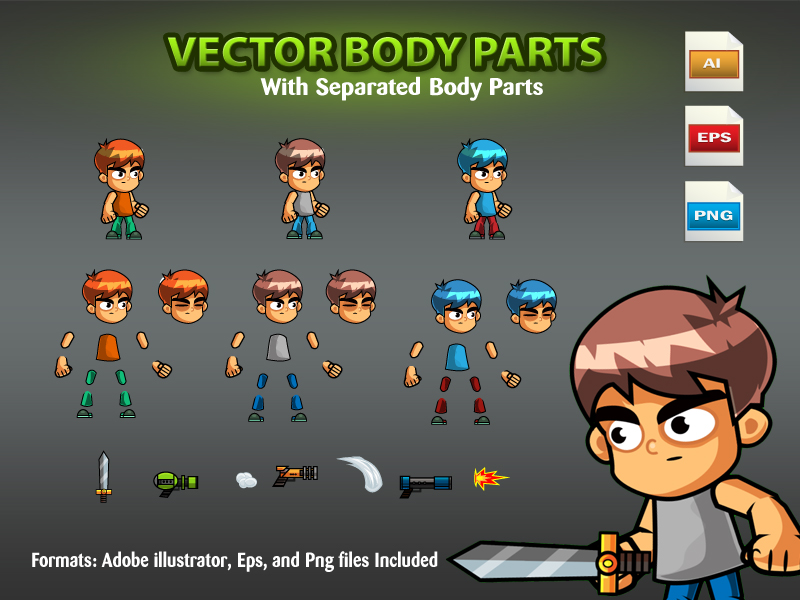 VECTOR BODY PARTS
With Separated Body Parts
AI
EPS
PNG
Formats: Adobe illustrator, Eps, and Png files Included